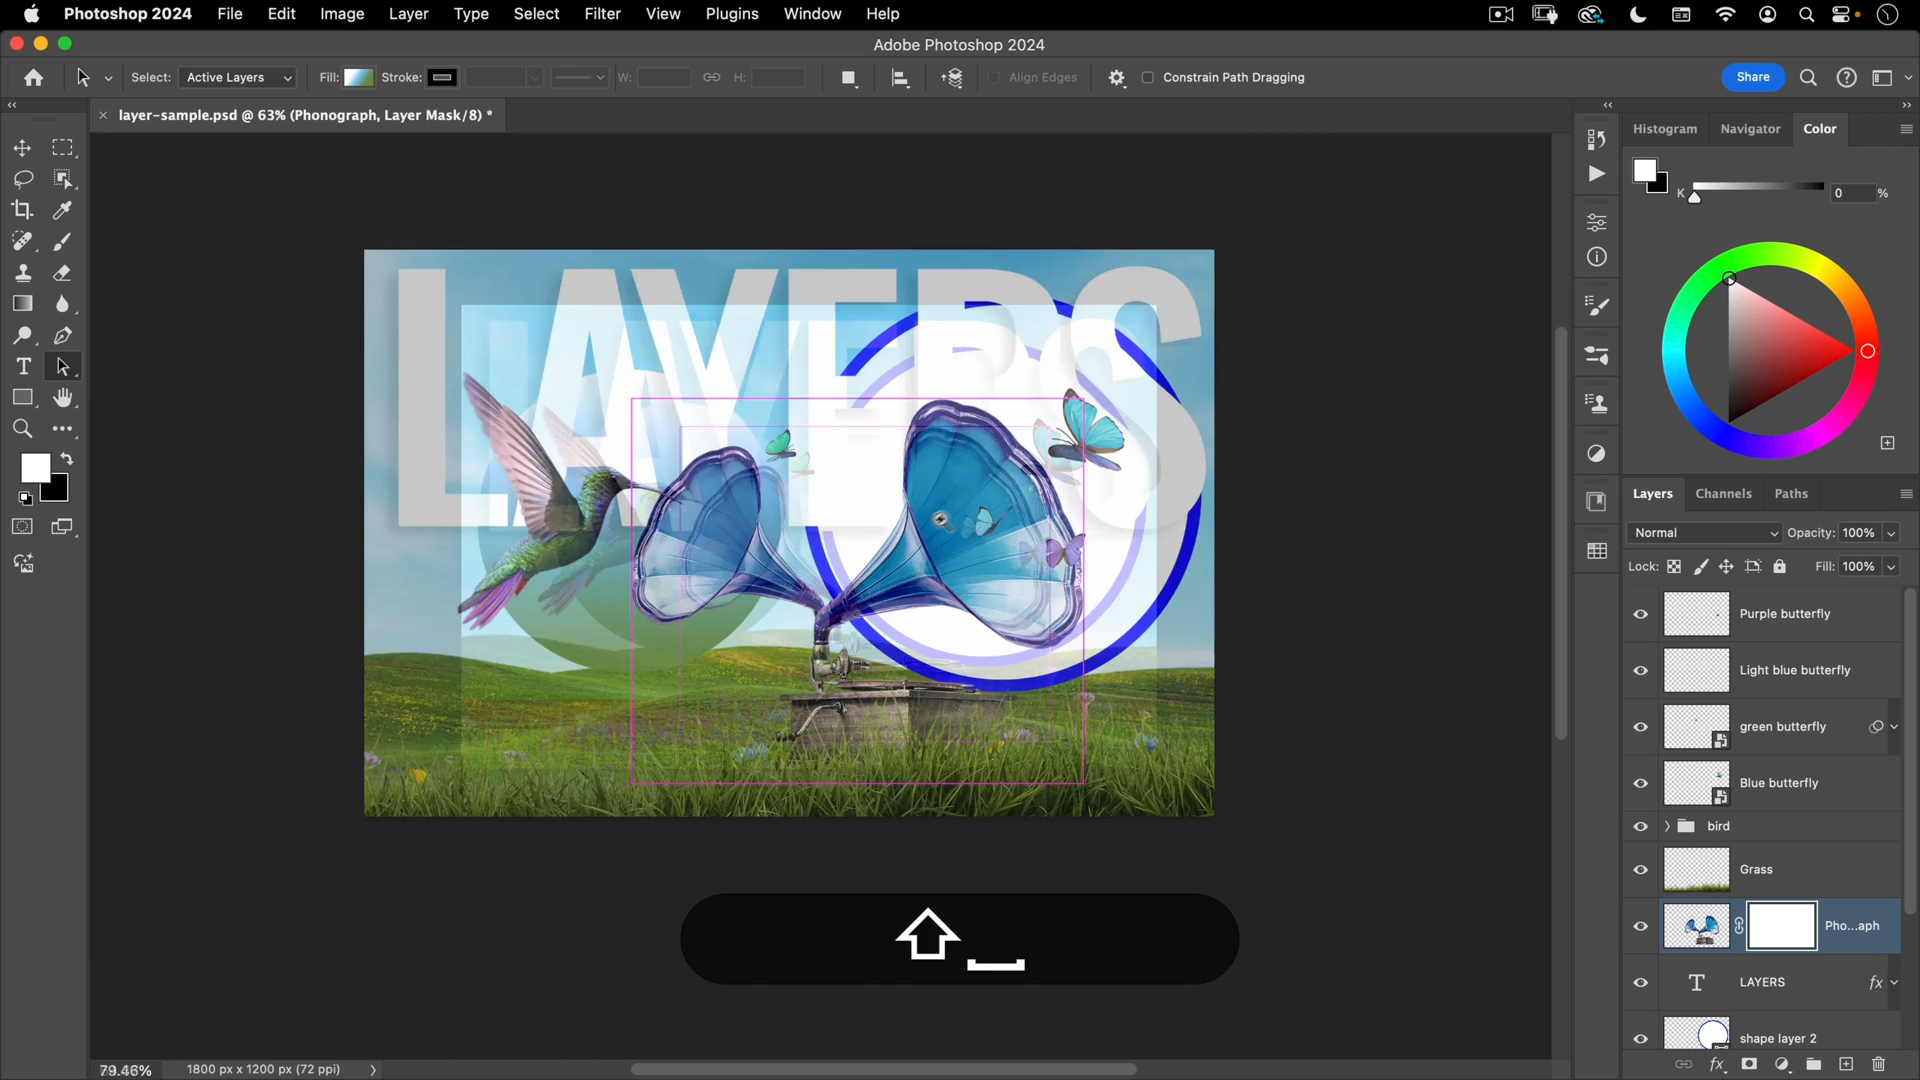 Photoshop 2024 File Edit Image Layer Type Select Filter View Plugins Window Help
Adobe Photoshop 2024
Select: Active Layers Fill: Stroke: W: H: Align Edges Constrain Path Dragging Share
layer-sample.psd @ 63% (Phonograph, Layer Mask/8) *
Histogram Navigator Color
K 0 %
LAYERS
Layers Channels Paths
Normal Opacity: 100%
Lock: Fill: 100%
Purple butterfly
Light blue butterfly
green butterfly
Blue butterfly
bird
Grass
Pho...aph
T LAYERS fx
shape layer 2
79.46% 1800 px x 1200 px (72 ppi)